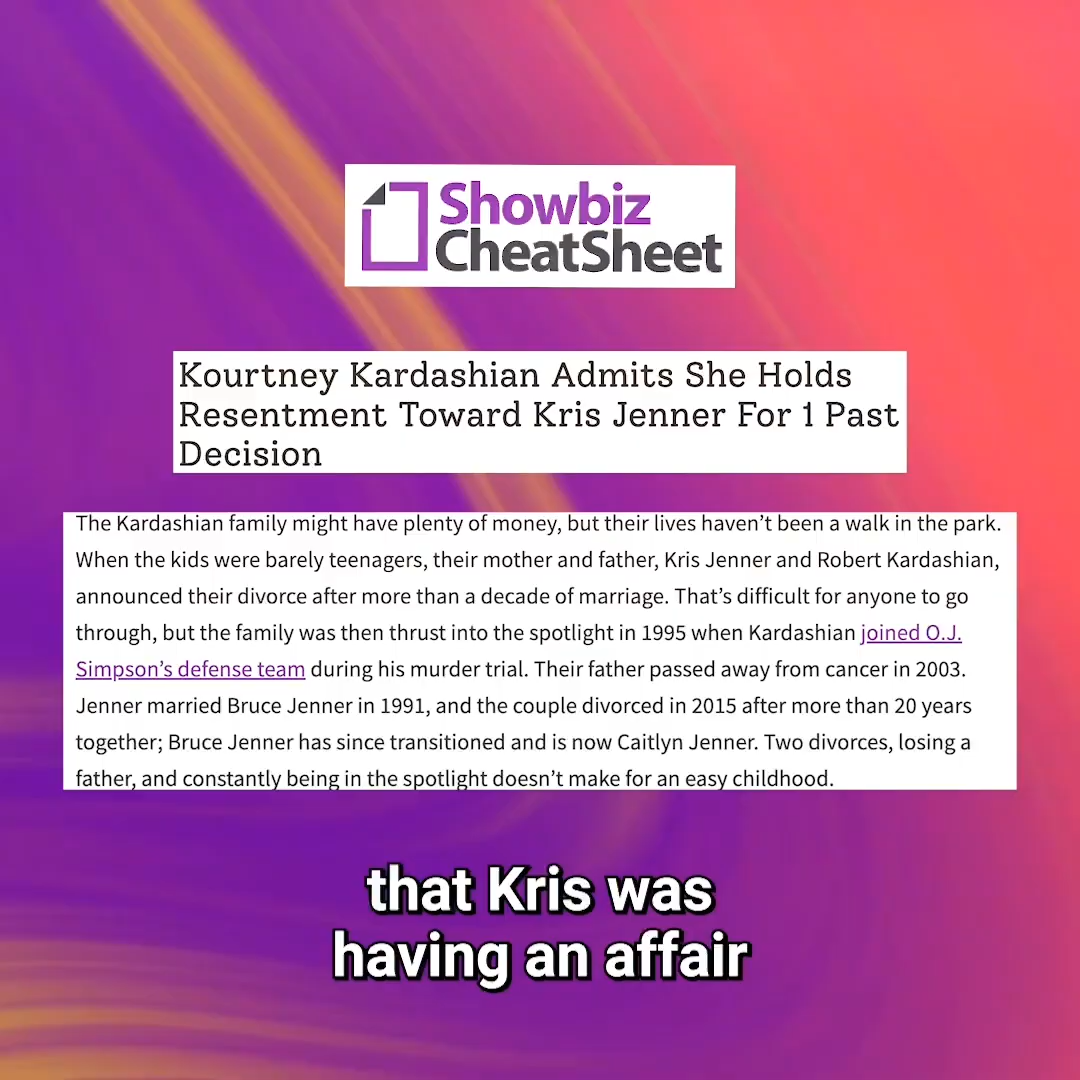 Showbiz
CheatSheet
Kourtney Kardashian Admits She Holds
Resentment Toward Kris Jenner For 1 Past
Decision
The Kardashian family might have plenty of money, but their lives haven’t been a walk in the park.
When the kids were barely teenagers, their mother and father, Kris Jenner and Robert Kardashian,
announced their divorce after more than a decade of marriage. That’s difficult for anyone to go
through, but the family was then thrust into the spotlight in 1995 when Kardashian joined O.J.
Simpson’s defense team during his murder trial. Their father passed away from cancer in 2003.
Jenner married Bruce Jenner in 1991, and the couple divorced in 2015 after more than 20 years
together; Bruce Jenner has since transitioned and is now Caitlyn Jenner. Two divorces, losing a
father, and constantly being in the spotlight doesn’t make for an easy childhood.
that Kris was
having an affair